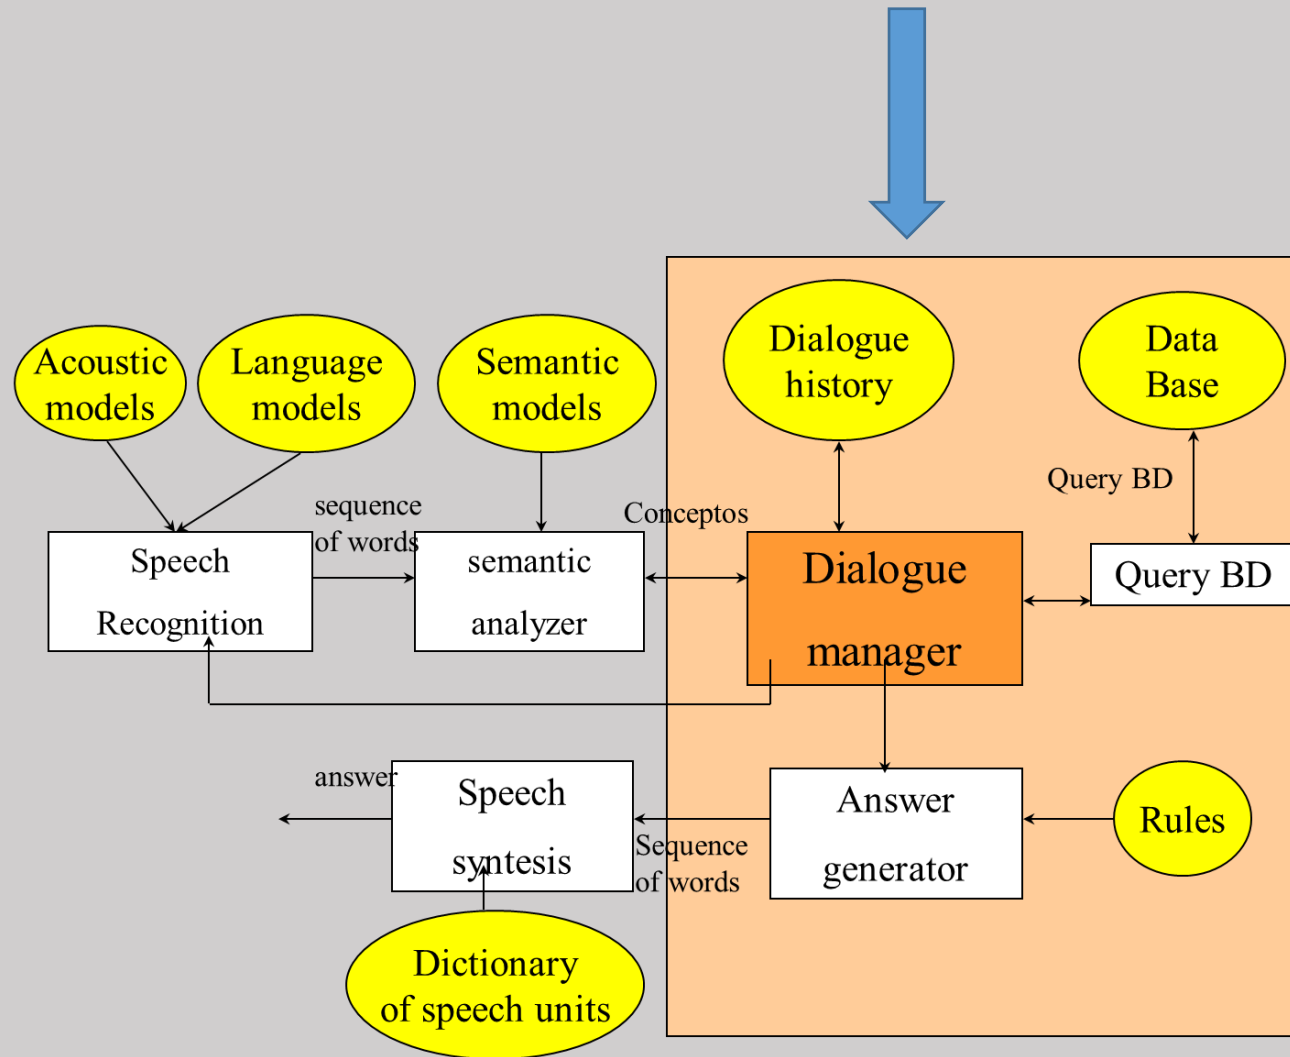 Acoustic
models
Language
models
Semantic
models
Dialogue
history
Data
Base
Query BD
sequence
of words
Conceptos
Speech
Recognition
semantic
analyzer
Dialogue
manager
Query BD
answer
Speech
syntesis
Sequence
of words
Answer
generator
Rules
Dictionary
of speech units